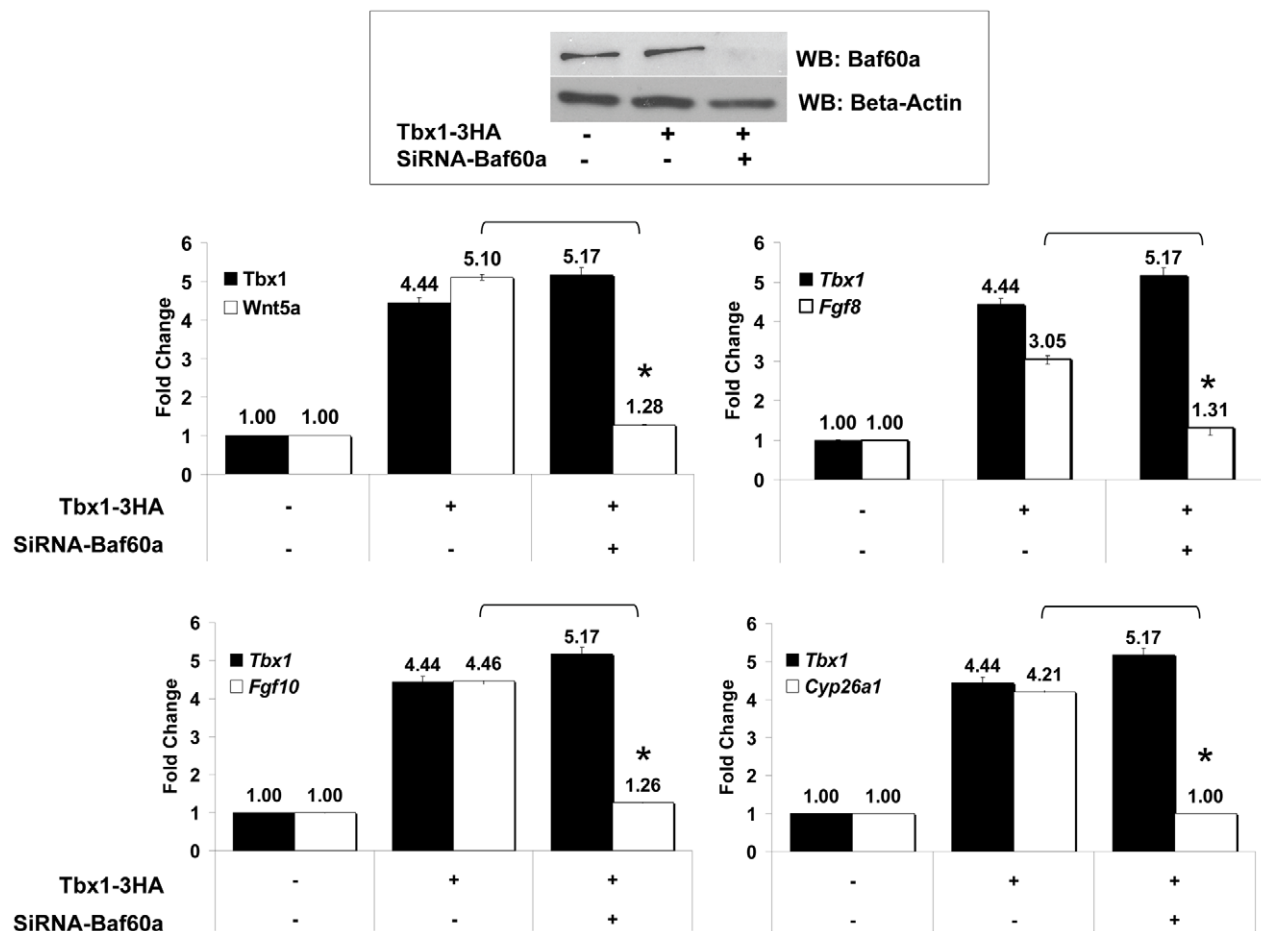 WB: Baf60a
WB: Beta-Actin
Tbx1-3HA - + +
SiRNA-Baf60a - - +
Fold Change
6
5
4
3
2
1
0
Tbx1
Wnt5a
1.00 1.00 4.44 5.10 5.17 * 1.28
Fold Change
6
5
4
3
2
1
0
Tbx1
Fgf8
1.00 1.00 4.44 3.05 5.17 * 1.31
Tbx1-3HA - + + - + +
SiRNA-Baf60a - - + - - +
Fold Change
6
5
4
3
2
1
0
Tbx1
Fgf10
1.00 1.00 4.44 4.46 5.17 * 1.26
Fold Change
6
5
4
3
2
1
0
Tbx1
Cyp26a1
1.00 1.00 4.44 4.21 5.17 * 1.00
Tbx1-3HA - + + - + +
SiRNA-Baf60a - - + - - +